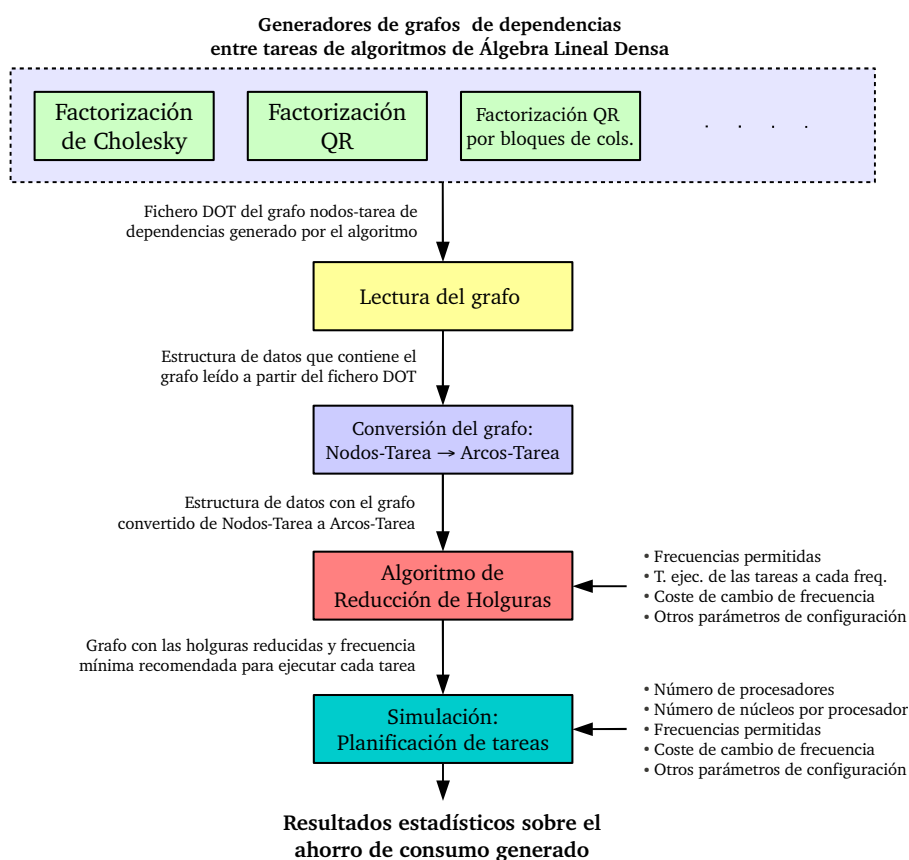 Generadores de grafos de dependencias
entre tareas de algoritmos de Álgebra Lineal Densa
Factorización
de Cholesky
Factorización
QR
Factorización QR
por bloques de cols.
. . . .
Fichero DOT del grafo nodos-tarea de
dependencias generado por el algoritmo
Lectura del grafo
Estructura de datos que contiene el
grafo leído a partir del fichero DOT
Conversión del grafo:
Nodos-Tarea → Arcos-Tarea
Estructura de datos con el grafo
convertido de Nodos-Tarea a Arcos-Tarea
Algoritmo de
Reducción de Holguras
• Frecuencias permitidas
• T. ejec. de las tareas a cada freq.
• Coste de cambio de frecuencia
• Otros parámetros de configuración
Grafo con las holguras reducidas y frecuencia
mínima recomendada para ejecutar cada tarea
Simulación:
Planificación de tareas
• Número de procesadores
• Número de núcleos por procesador
• Frecuencias permitidas
• Coste de cambio de frecuencia
• Otros parámetros de configuración
Resultados estadísticos sobre el
ahorro de consumo generado